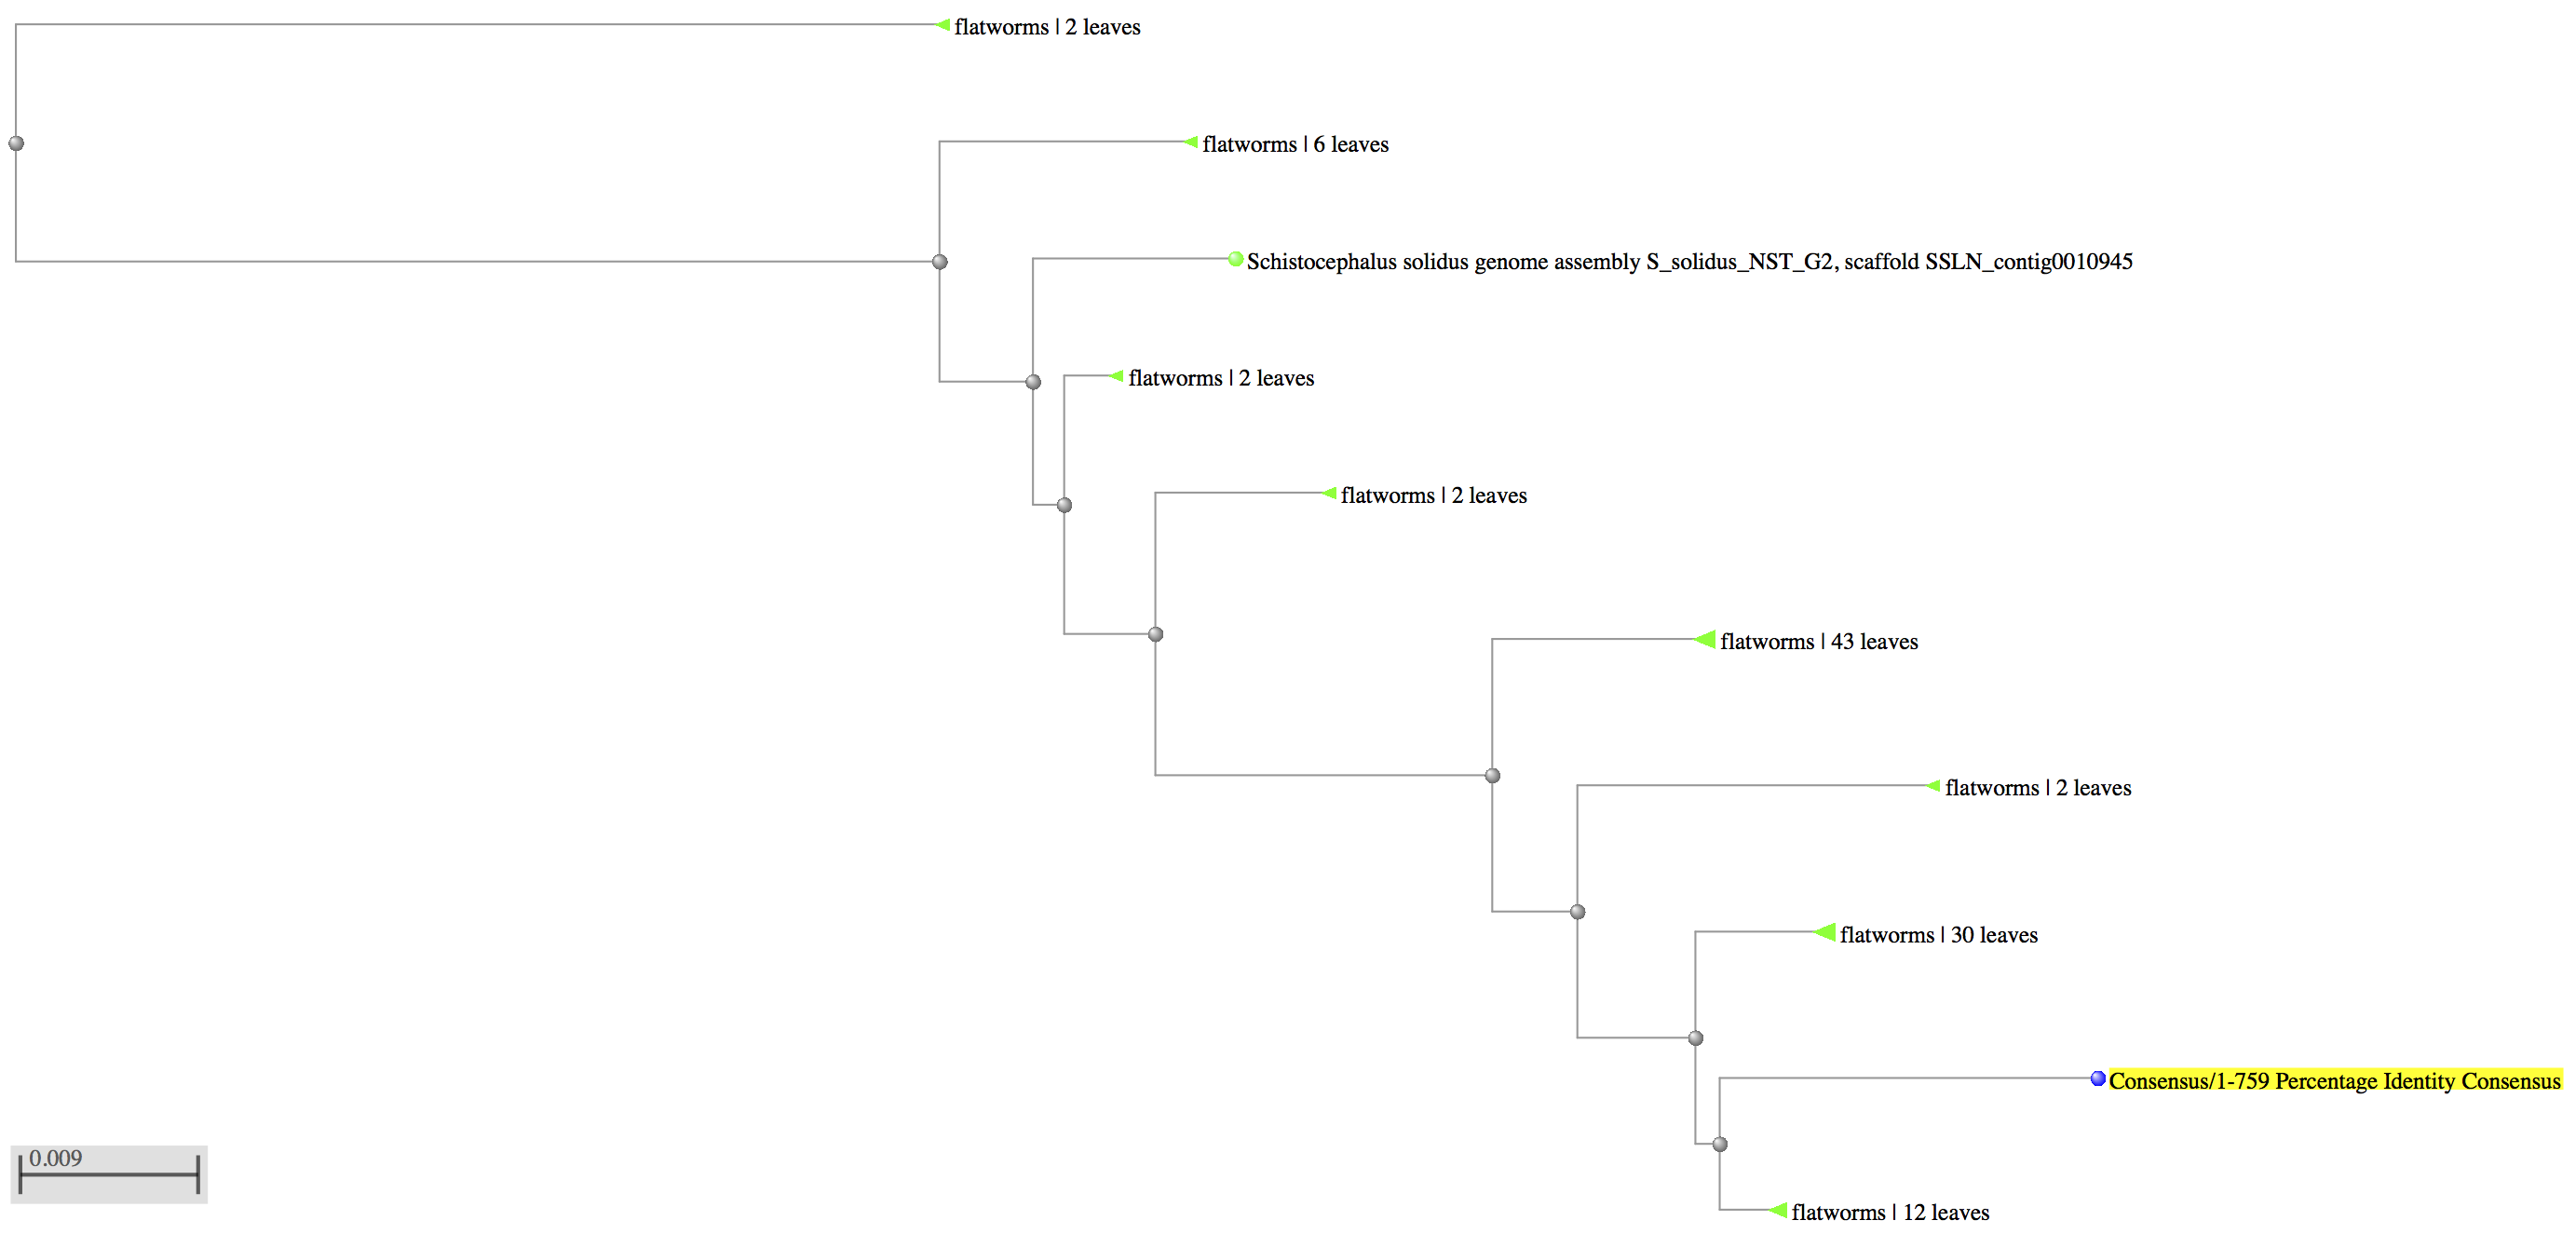 flatworms | 2 leaves
flatworms | 6 leaves
Schistocephalus solidus genome assembly S_solidus_NST_G2, scaffold SSLN_contig0010945
flatworms | 2 leaves
flatworms | 2 leaves
flatworms | 43 leaves
flatworms | 2 leaves
flatworms | 30 leaves
Consensus/1-759 Percentage Identity Consensus
0.009
flatworms | 12 leaves